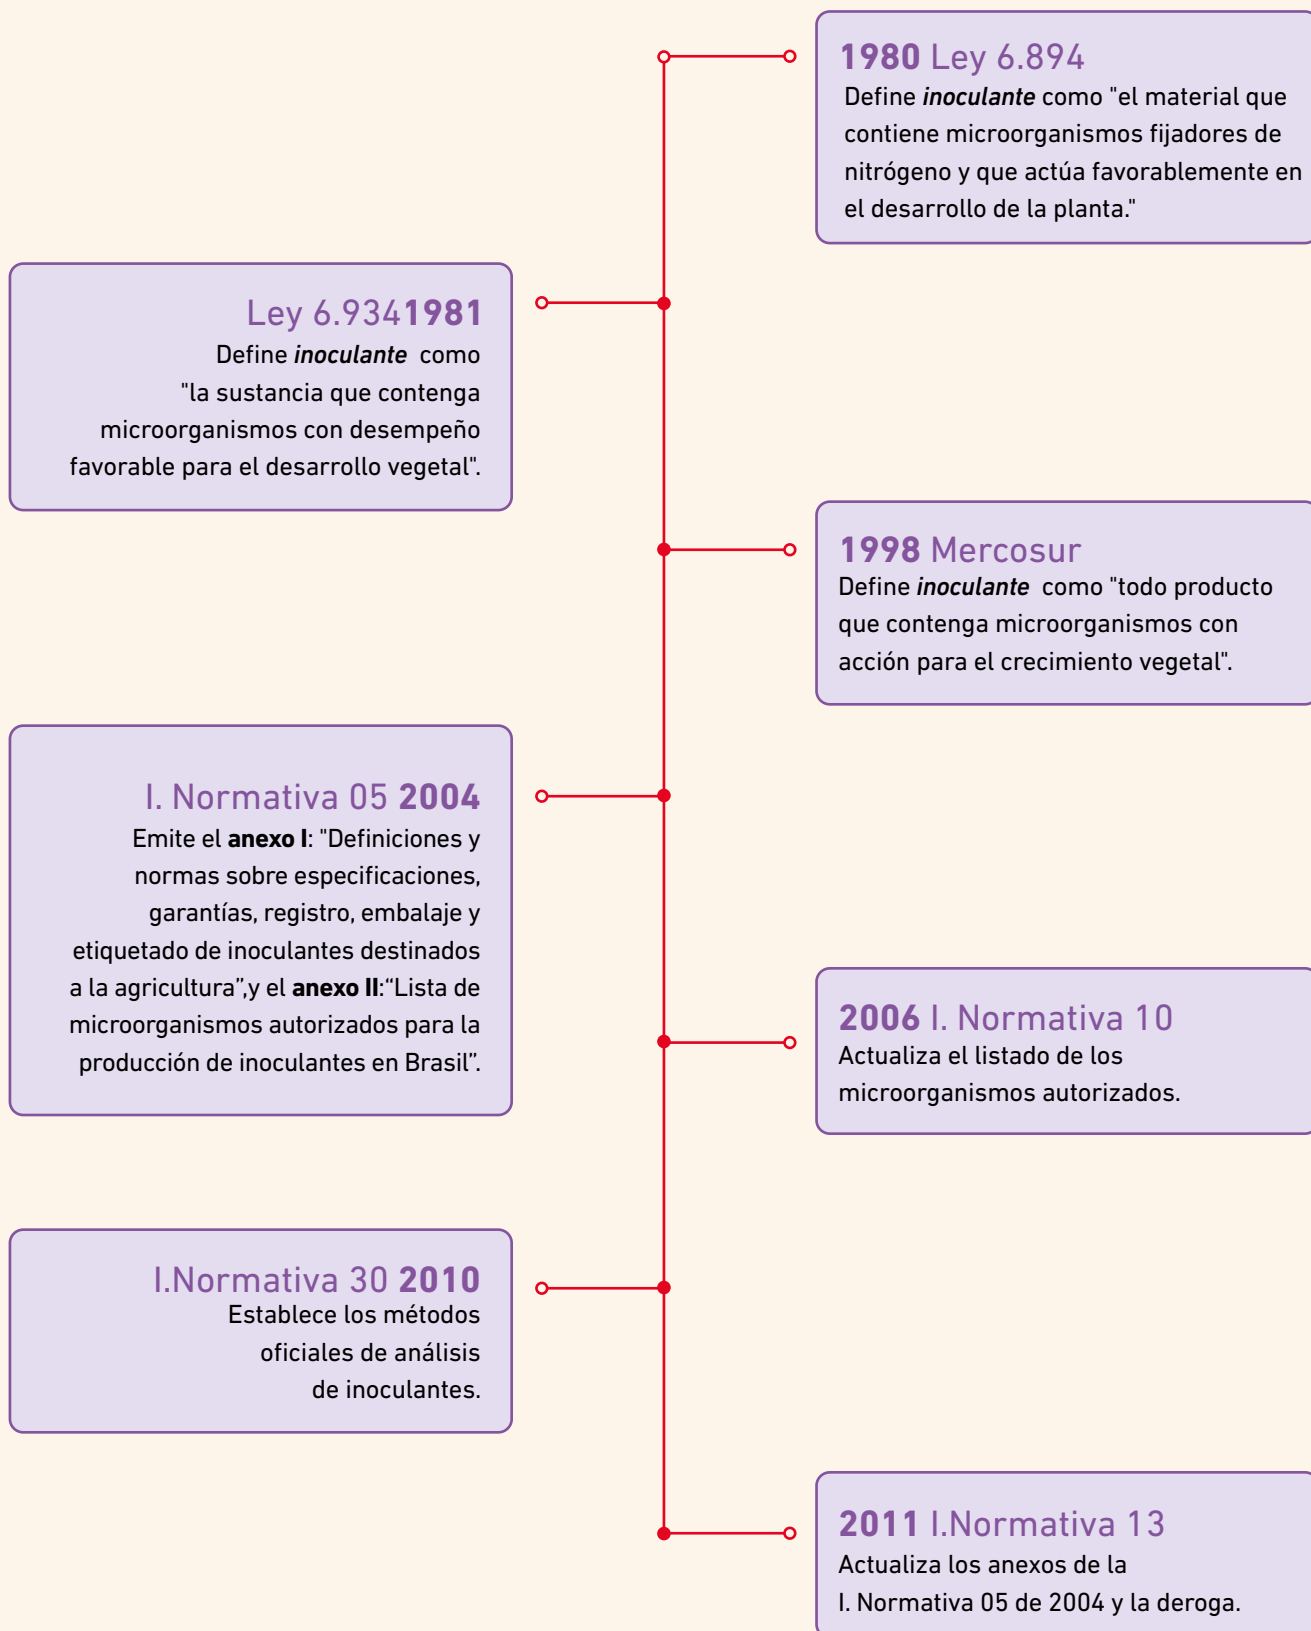 1980 Ley 6.894
Define inoculante como "el material que
contiene microorganismos fijadores de
nitrógeno y que actúa favorablemente en
el desarrollo de la planta."
Ley 6.9341981
Define inoculante como
"la sustancia que contenga
microorganismos con desempeño
favorable para el desarrollo vegetal".
1998 Mercosur
Define inoculante como "todo producto
que contenga microorganismos con
acción para el crecimiento vegetal".
I. Normativa 05 2004
Emite el anexo I: "Definiciones y
normas sobre especificaciones,
garantías, registro, embalaje y
etiquetado de inoculantes destinados
a la agricultura”,y el anexo II:“Lista de
microorganismos autorizados para la
producción de inoculantes en Brasil”.
2006 I. Normativa 10
Actualiza el listado de los
microorganismos autorizados.
I.Normativa 30 2010
Establece los métodos
oficiales de análisis
de inoculantes.
2011 I.Normativa 13
Actualiza los anexos de la
I. Normativa 05 de 2004 y la deroga.